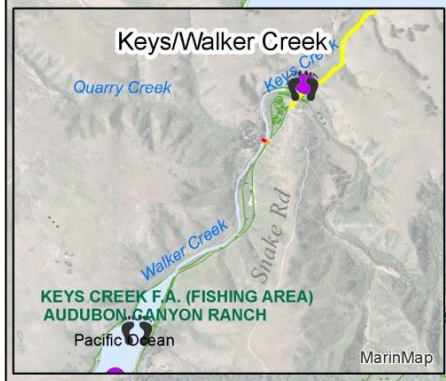 Keys/Walker Creek
Keys Creek
Quarry Creek
Snake Rd
Walker Creek
KEYS CREEK F.A. (FISHING AREA)
AUDUBON CANYON RANCH
Pacific Ocean
MarinMap